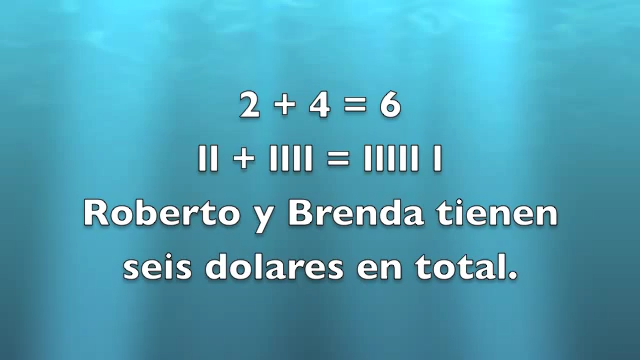 2 + 4 = 6
II + IIII = IIIII I
Roberto y Brenda tienen
seis dolares en total.